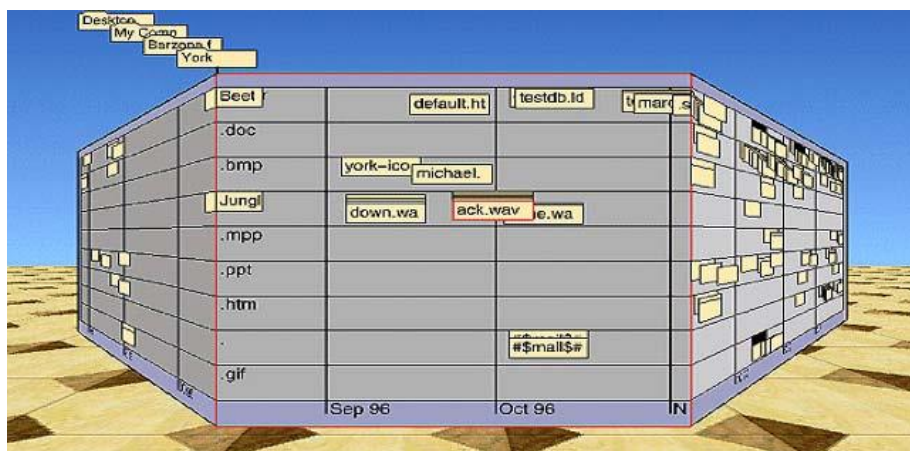 Desktop
My Comp
Barzona.f
York
Beet
default.ht
testdb.ld
marc
.s
.doc
.bmp
york-ico
michael.
Jungl
down.wa
ack.wav
e.wa
.mpp
.ppt
.htm
.
#$mail$#
.gif
Sep 96
Oct 96
N